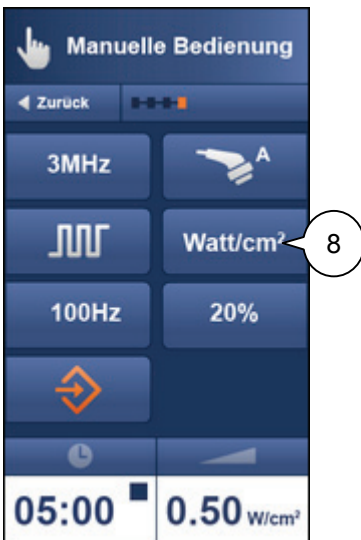 Manuelle Bedienung
Zurück
3MHz
A
Watt/cm²
8
100Hz
20%
05:00
0.50 W/cm²